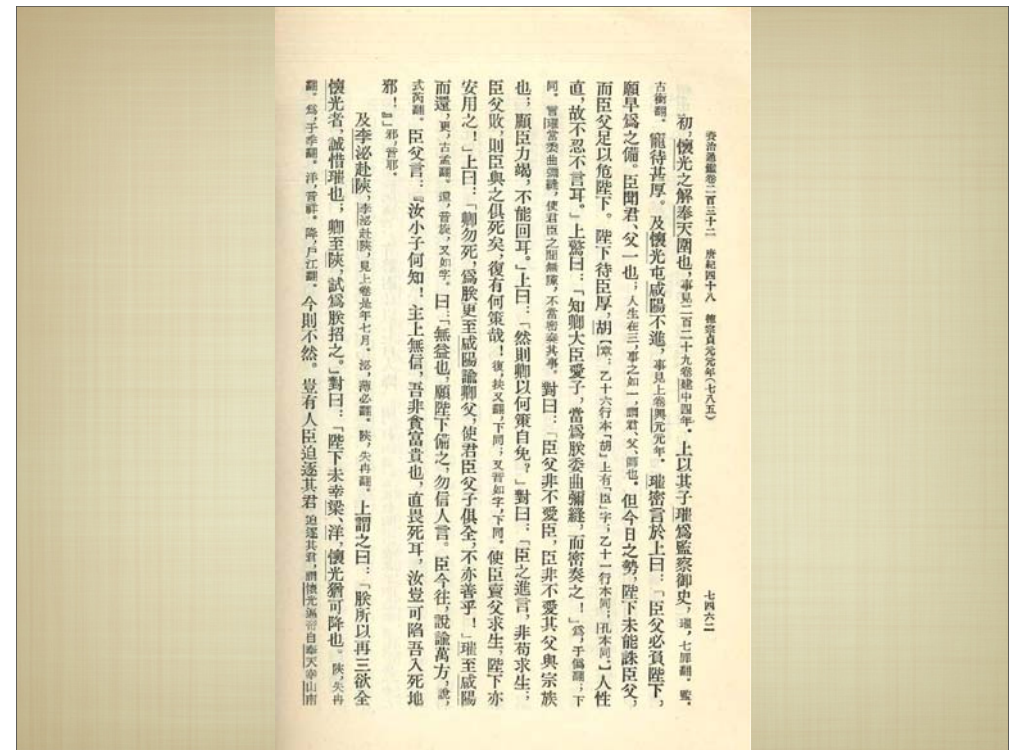 資治通鑑卷二百三十二　唐紀四十八　德宗貞元元年(七八五)　七四六二
初,懷光之解奉天圍也,事見二百二十九卷建中四年。上以其子璀爲監察御史,璀,七罪翻。監,
古銜翻。寵待甚厚。及懷光屯咸陽不進,事見上卷興元元年。璀密言於上曰:「臣父必負陛下,
願早爲之備。臣聞君、父一也;人生在三,事之如一,謂君、父、師也。但今日之勢,陛下未能誅臣父,
而臣父足以危陛下。陛下待臣厚,胡【章:乙十六行本「胡」上有「臣」字;乙十一行本同;孔本同。】人性
直,故不忍不言耳。」上驚曰:「知卿大臣愛子,當爲朕委曲彌縫,而密奏之!」爲,于僞翻;下
同。言璀當委曲彌縫,使君臣之間無隙,不當密奏其事。對曰:「臣父非不愛臣,臣非不愛其父與宗族
也;顧臣力竭,不能回耳。」上曰:「然則卿以何策自免?」對曰:「臣之進言,非苟求生;
臣父敗,則臣與之俱死矣,復有何策哉!復,扶又翻,下同;又音如字,下同。使臣賣父求生,陛下亦
安用之!」上曰:「卿勿死,爲朕更至咸陽諭卿父,使君臣父子俱全,不亦善乎!」璀至咸陽
而還,更,古孟翻。還,音旋,又如字。曰:「無益也,願陛下備之,勿信人言。臣今往,說諭萬方,說,
式芮翻。臣父言:『汝小子何知!主上無信,吾非貪富貴也,直畏死耳,汝豈可陷吾入死地
邪!』」邪,音耶。
及李泌赴陝,李泌赴陝,見上卷是年七月。泌,薄必翻。陝,失冉翻。上謂之曰:「朕所以再三欲全
懷光者,誠惜璀也;卿至陝,試爲朕招之。」對曰:「陛下未幸梁、洋,懷光猶可降也。陝,失冉
翻。爲,于季翻。洋,音祥。降,戶江翻。今則不然。豈有人臣迫逐其君迫逐其君,謂懷光逼帝自奉天幸山南